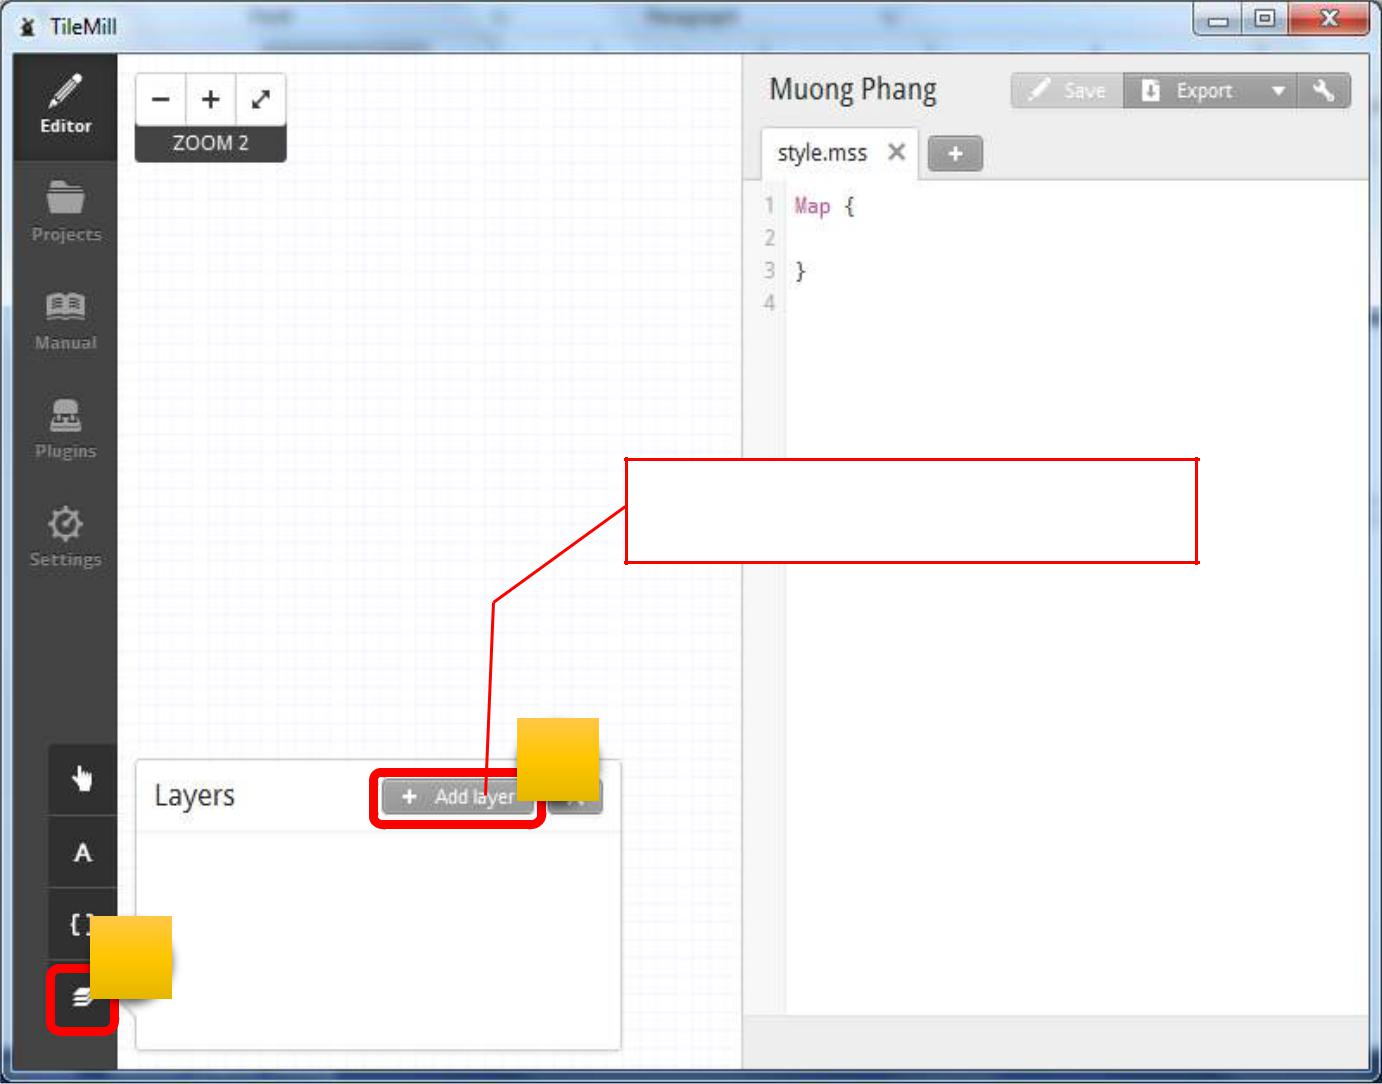 TileMill
Editor
Projects
Manual
Plugins
Settings
ZOOM 2
Muong Phang
Save
Export
style.mss
1 Map {
2
3 }
4
Layers
+ Add layer
A